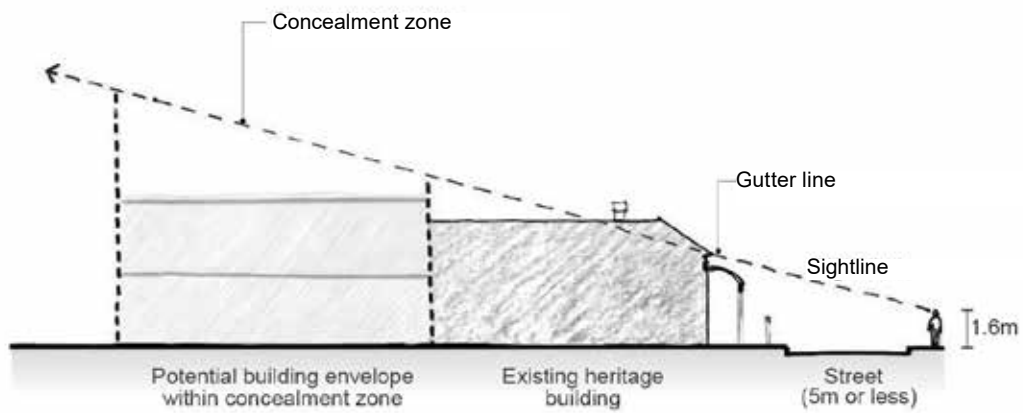 Concealment zone
Gutter line
Sightline
1.6m
Potential building envelope
within concealment zone
Existing heritage
building
Street
(5m or less)